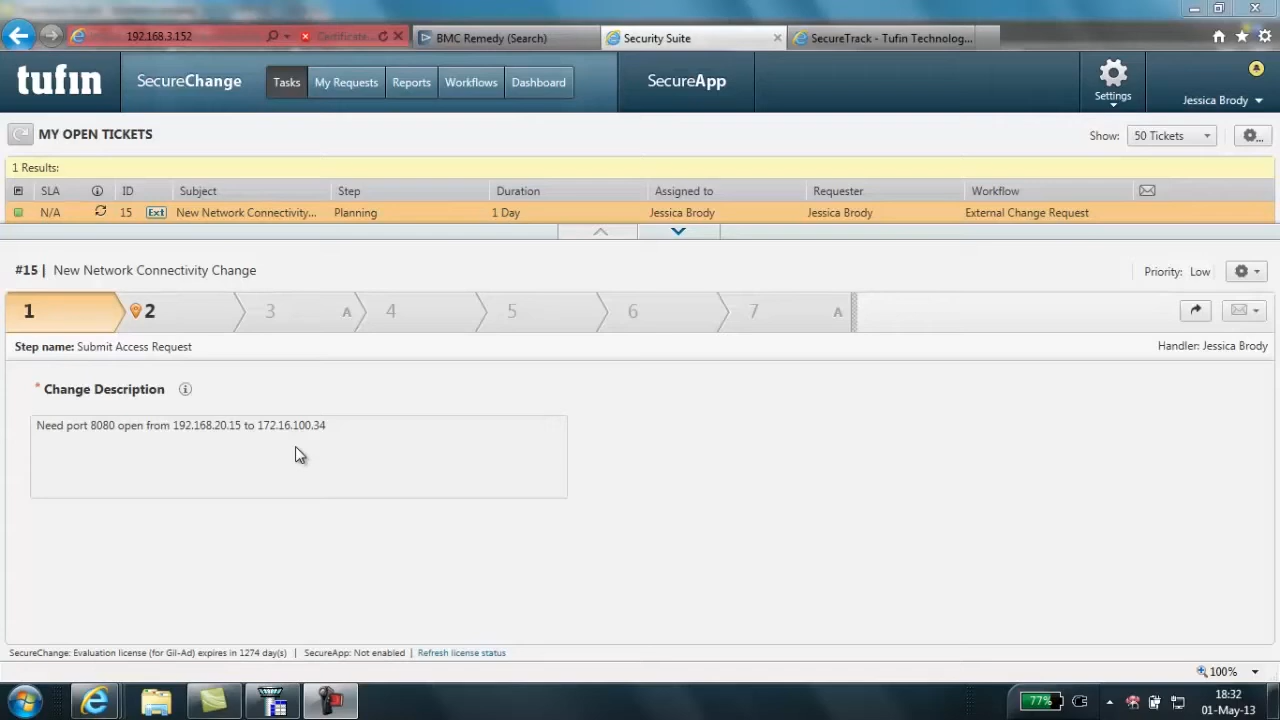 192.168.3.152
Certificate...
BMC Remedy (Search)
Security Suite
SecureTrack - Tufin Technolog...
tufin
SecureChange
Tasks
My Requests
Reports
Workflows
Dashboard
SecureApp
Settings
Jessica Brody
MY OPEN TICKETS
Show: 50 Tickets
1 Results:
SLA ID Subject Step Duration Assigned to Requester Workflow
N/A 15 Ext New Network Connectivity... Planning 1 Day Jessica Brody Jessica Brody External Change Request
#15 | New Network Connectivity Change
Priority: Low
1 2 3 A 4 5 6 7 A
Step name: Submit Access Request
Handler: Jessica Brody
* Change Description
Need port 8080 open from 192.168.20.15 to 172.16.100.34
SecureChange: Evaluation license (for Gil-Ad) expires in 1274 day(s) | SecureApp: Not enabled | Refresh license status
100%
77%
18:32
01-May-13